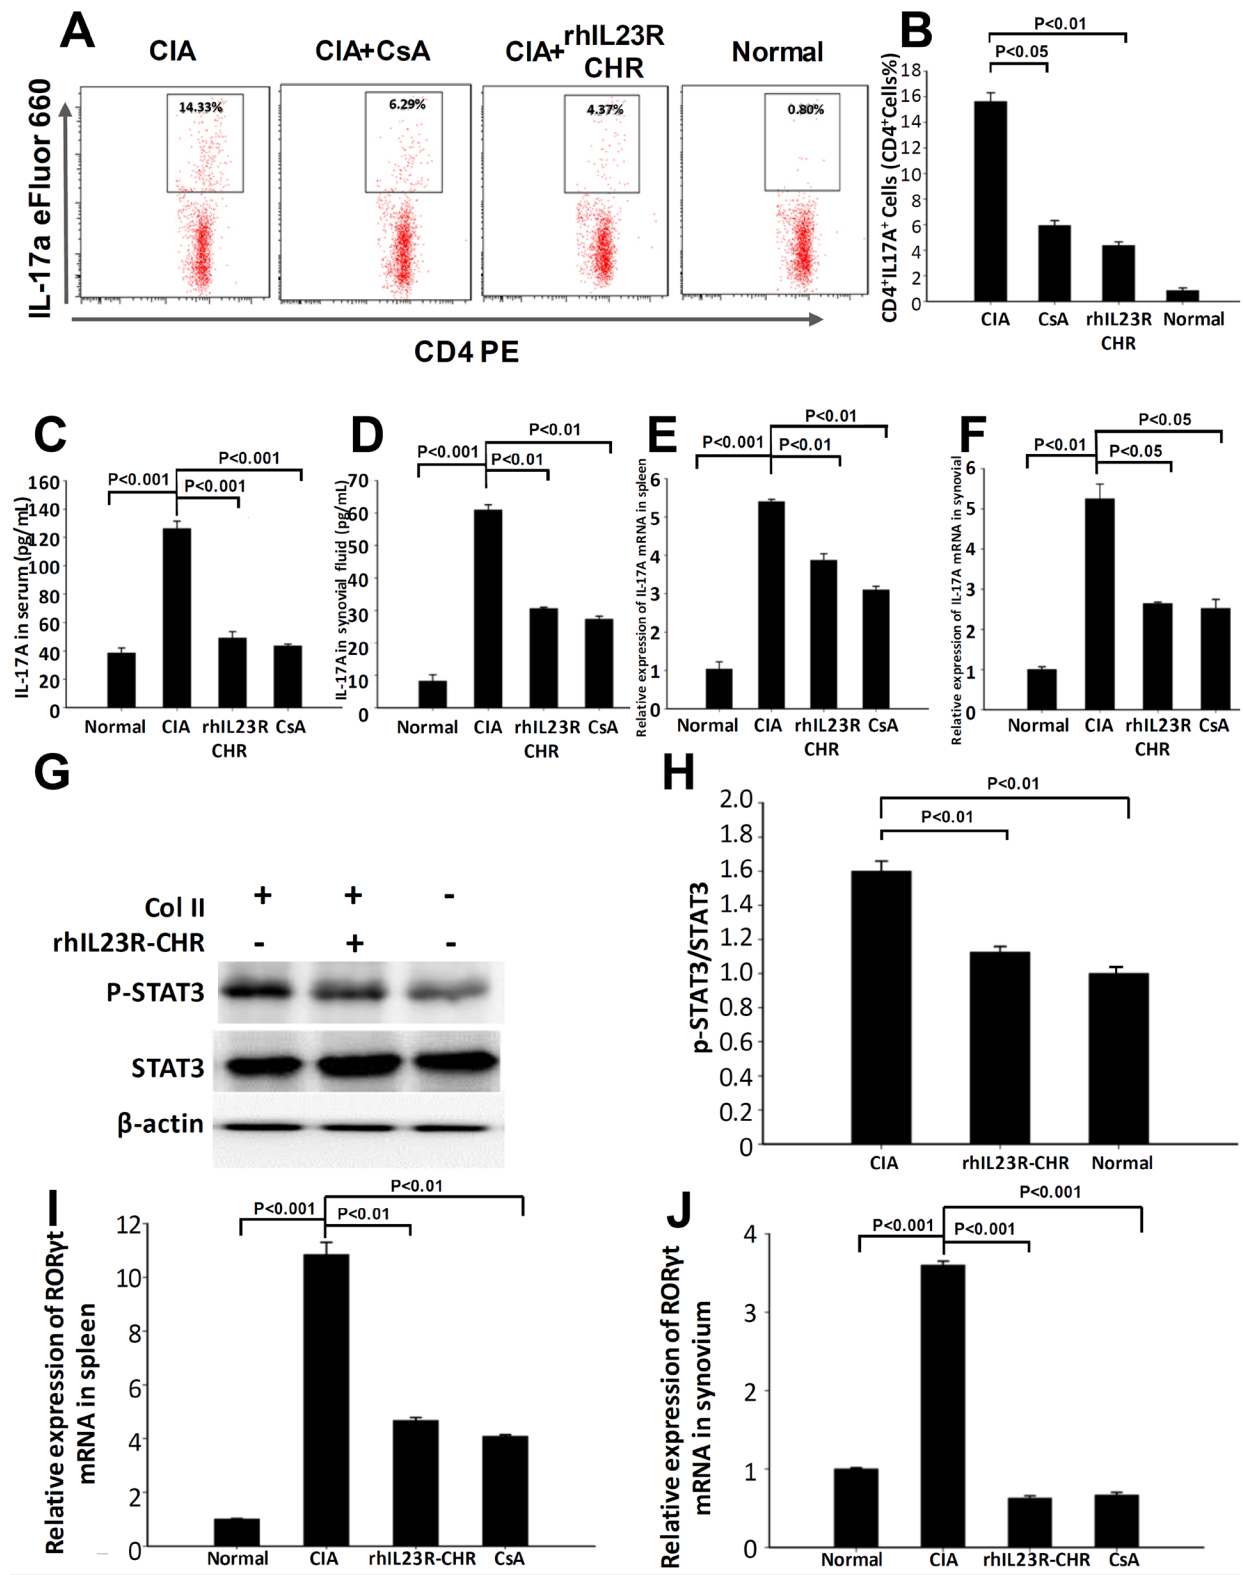 A
CIA
CIA+CsA
CIA+ rhIL23R
CHR
Normal
IL-17a eFluor 660
14.33%
6.29%
4.37%
0.80%
CD4 PE
B
P<0.01
P<0.05
CD4+IL17A+ Cells (CD4+Cells%)
18
16
14
12
10
8
6
4
2
0
CIA CsA rhIL23R Normal
CHR
C
P<0.001
P<0.001
P<0.001
IL-17A in serum (pg/mL)
160
140
120
100
80
60
40
20
0
Normal CIA rhIL23R CsA
CHR
D
P<0.01
P<0.001
P<0.01
IL-17A in synovial fluid (pg/mL)
70
60
50
40
30
20
10
0
Normal CIA rhIL23R CsA
CHR
E
P<0.01
P<0.001 P<0.01
Relative expression of IL-17A mRNA in spleen
6
5
4
3
2
1
0
Normal CIA rhIL23R CsA
CHR
F
P<0.05
P<0.01
P<0.05
Relative expression of IL-17A mRNA in synovial
6
5
4
3
2
1
0
Normal CIA rhIL23R CsA
CHR
G
Col II + + -
rhIL23R-CHR - + -
P-STAT3
STAT3
β-actin
H
P<0.01
P<0.01
p-STAT3/STAT3
2.0
1.8
1.6
1.4
1.2
1.0
0.8
0.6
0.4
0.2
0
CIA rhIL23R-CHR Normal
I
P<0.01
P<0.001
P<0.01
Relative expression of RORγt
mRNA in spleen
12
10
8
6
4
2
0
Normal CIA rhIL23R-CHR CsA
J
P<0.001
P<0.001 P<0.001
Relative expression of RORγt
mRNA in synovium
4
3
2
1
0
Normal CIA rhIL23R-CHR CsA